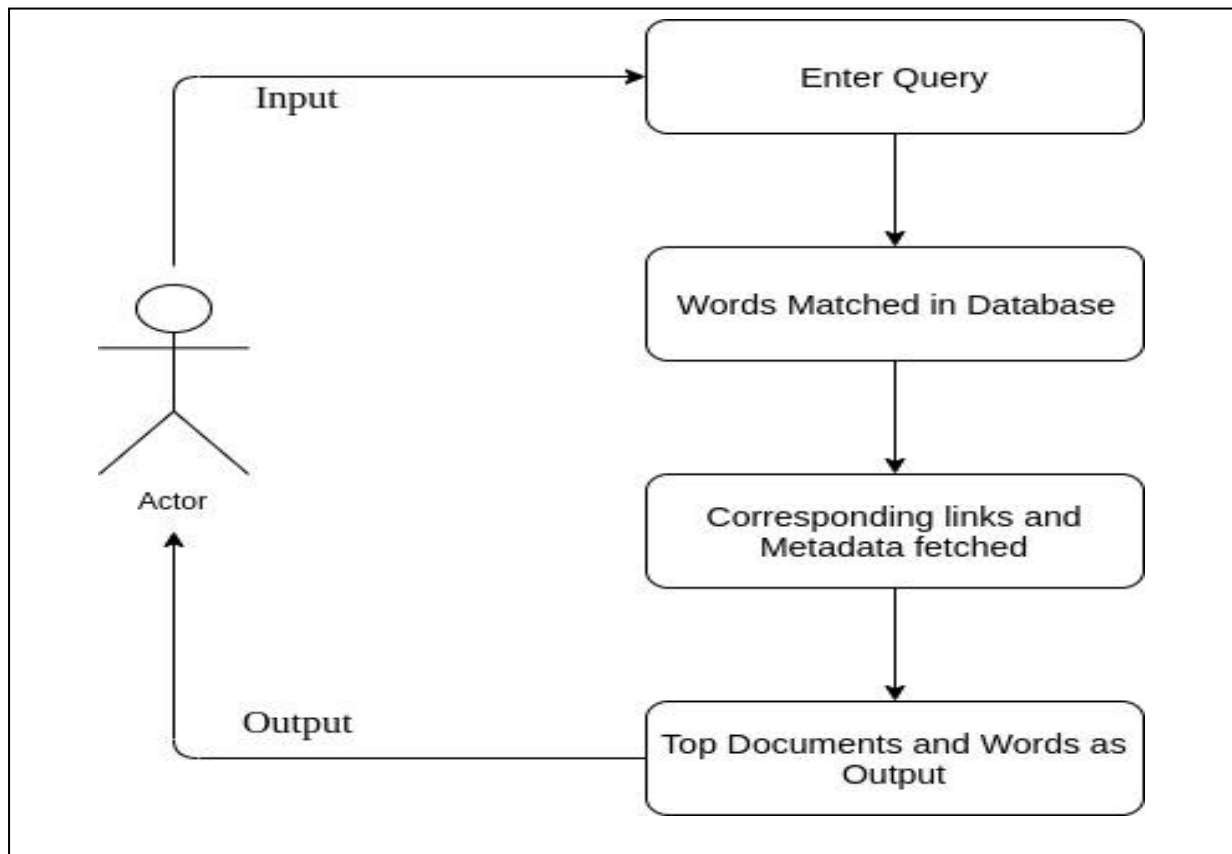 Input
Enter Query
Words Matched in Database
Corresponding links and
Metadata fetched
Top Documents and Words as
Output
Output
Actor